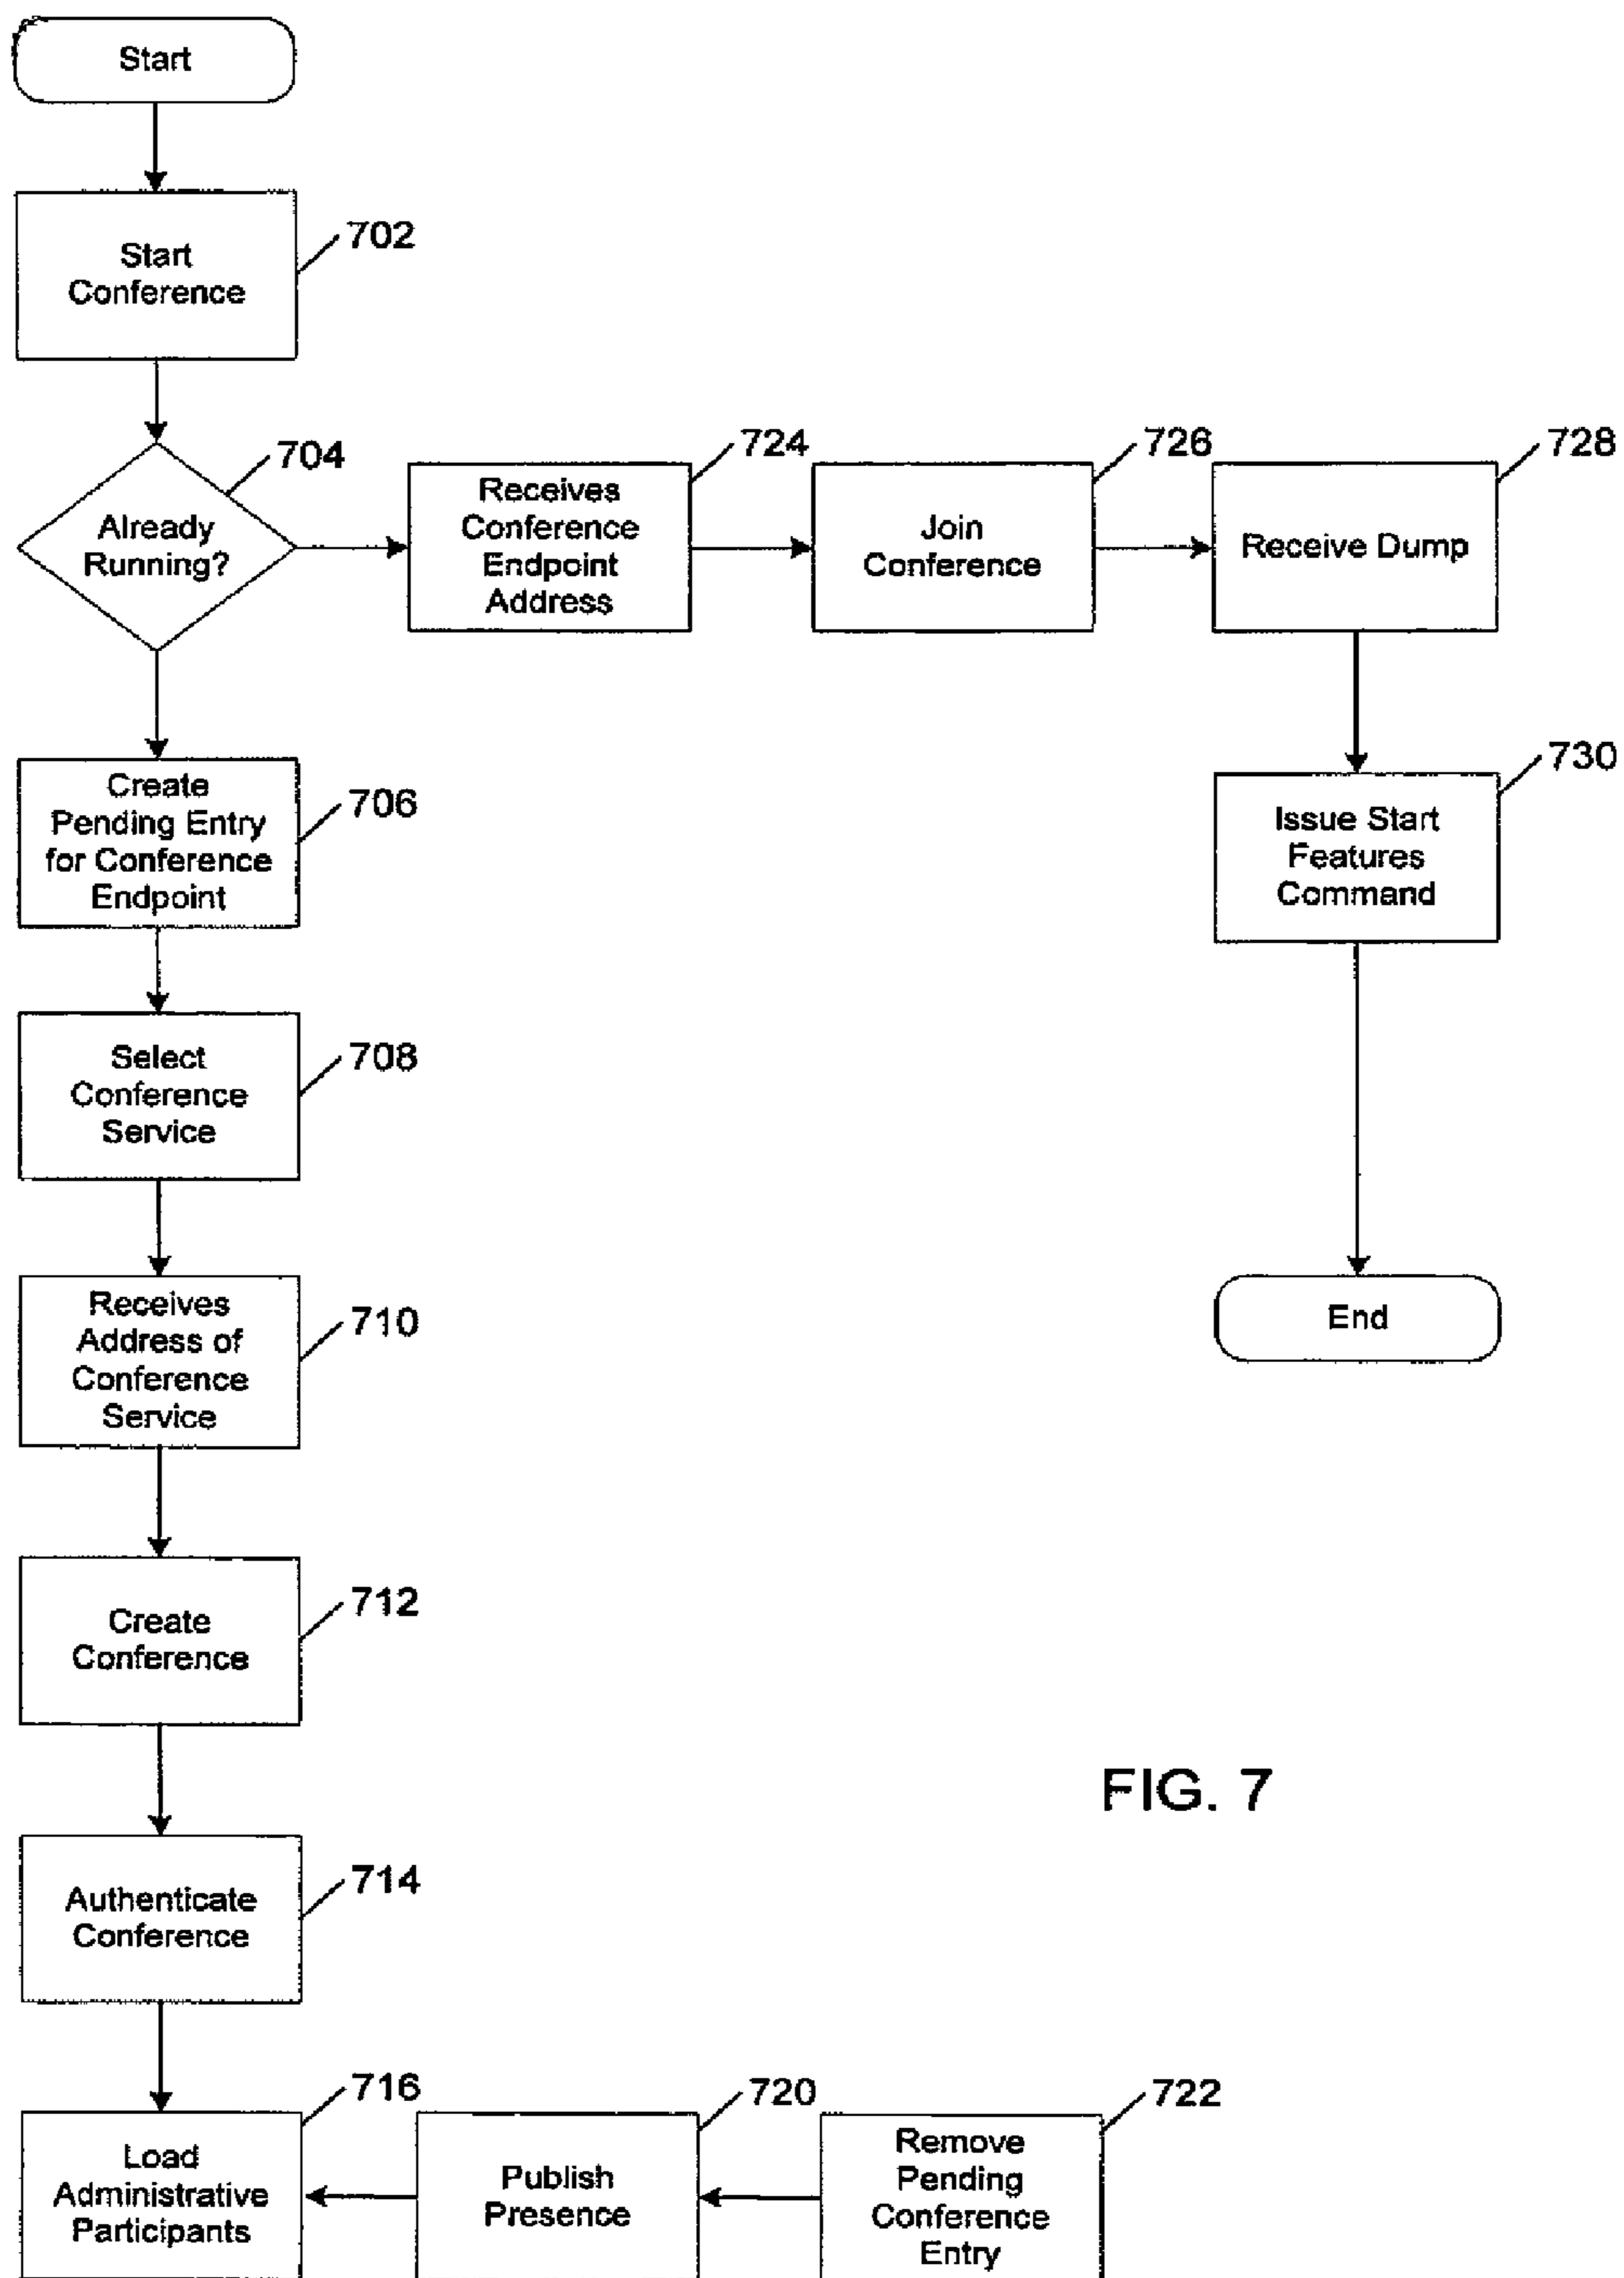 Start
Start
Conference
702
Already
Running?
704
Receives
Conference
Endpoint
Address
724
Join
Conference
726
Receive Dump
728
Create
Pending Entry
for Conference
Endpoint
706
Issue Start
Features
Command
730
Select
Conference
Service
708
Receives
Address of
Conference
Service
710
End
Create
Conference
712
FIG. 7
Authenticate
Conference
714
Load
Administrative
Participants
716
Publish
Presence
720
Remove
Pending
Conference
Entry
722